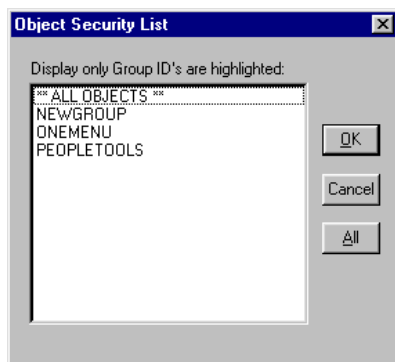 Object Security List
Display only Group ID's are highlighted:
** ALL OBJECTS **
NEWGROUP
ONEMENU
PEOPLETOOLS
OK
Cancel
All